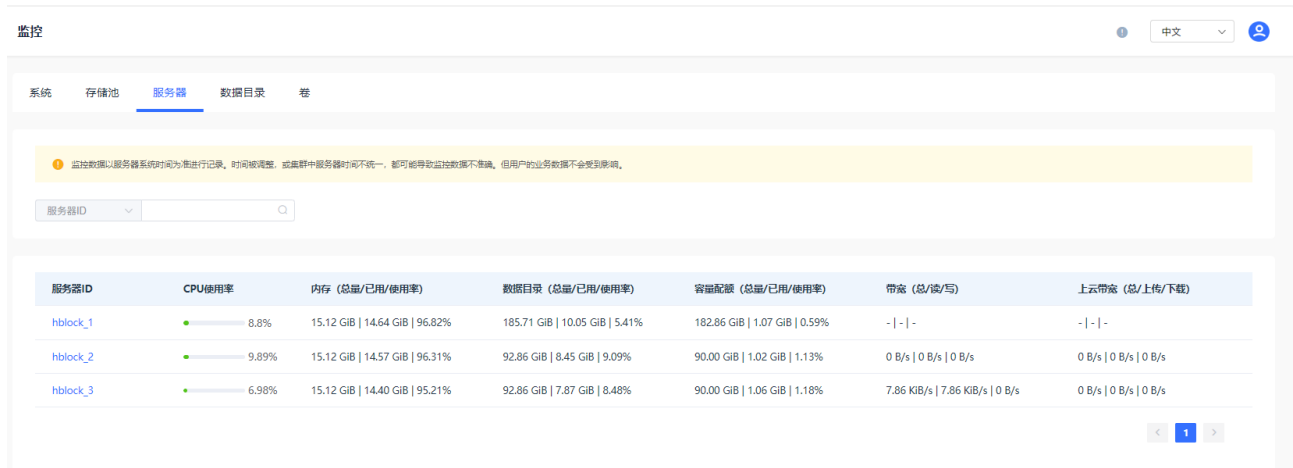 监控
中文
系统 存储池 服务器 数据目录 卷
监控数据以服务器系统时间为准进行记录。时间被调整，或集群中服务器时间不统一，都可能导致监控数据不准确。但用户的业务数据不会受到影响。
服务器ID
服务器ID CPU使用率 内存（总量/已用/使用率） 数据目录（总量/已用/使用率） 容量配额（总量/已用/使用率） 带宽（总/读/写） 上云带宽（总/上传/下载）
hblock_1 8.8% 15.12 GiB | 14.64 GiB | 96.82% 185.71 GiB | 10.05 GiB | 5.41% 182.86 GiB | 1.07 GiB | 0.59% - | - | - - | - | -
hblock_2 9.89% 15.12 GiB | 14.57 GiB | 96.31% 92.86 GiB | 8.45 GiB | 9.09% 90.00 GiB | 1.02 GiB | 1.13% 0 B/s | 0 B/s | 0 B/s 0 B/s | 0 B/s | 0 B/s
hblock_3 6.98% 15.12 GiB | 14.40 GiB | 95.21% 92.86 GiB | 7.87 GiB | 8.48% 90.00 GiB | 1.06 GiB | 1.18% 7.86 KiB/s | 7.86 KiB/s | 0 B/s 0 B/s | 0 B/s | 0 B/s
< 1 >